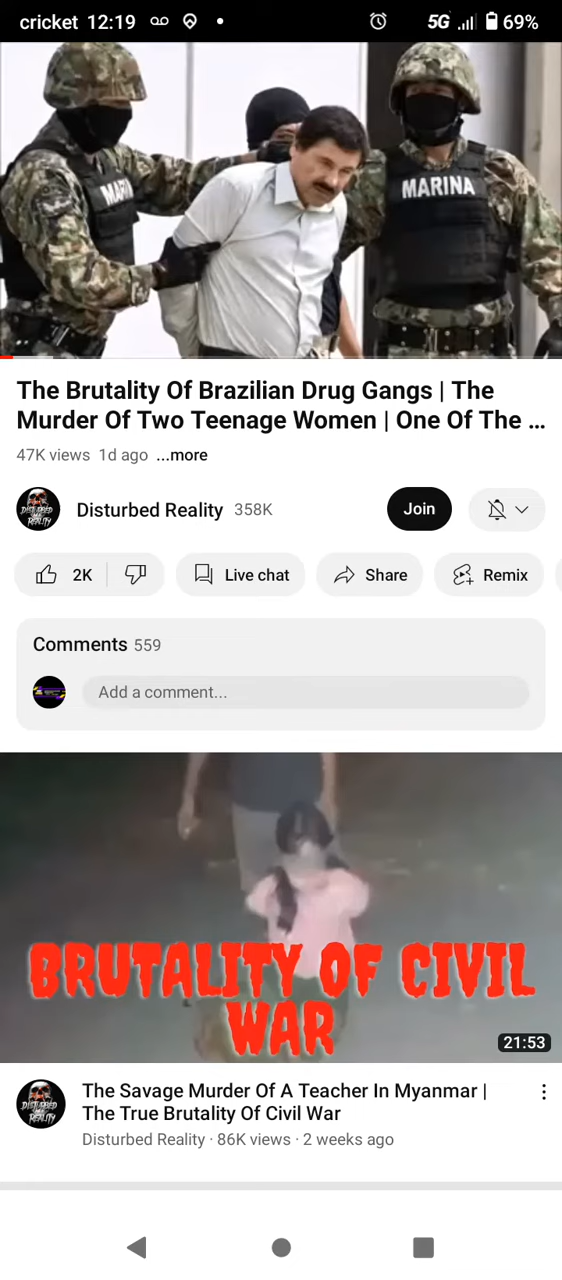 cricket 12:19
5G 69%
MARINA
The Brutality Of Brazilian Drug Gangs | The
Murder Of Two Teenage Women | One Of The ...
47K views 1d ago ...more
Disturbed Reality 358K
Join
2K
Live chat
Share
Remix
Comments 559
Add a comment...
BRUTALITY OF CIVIL
WAR
21:53
The Savage Murder Of A Teacher In Myanmar |
The True Brutality Of Civil War
Disturbed Reality · 86K views · 2 weeks ago